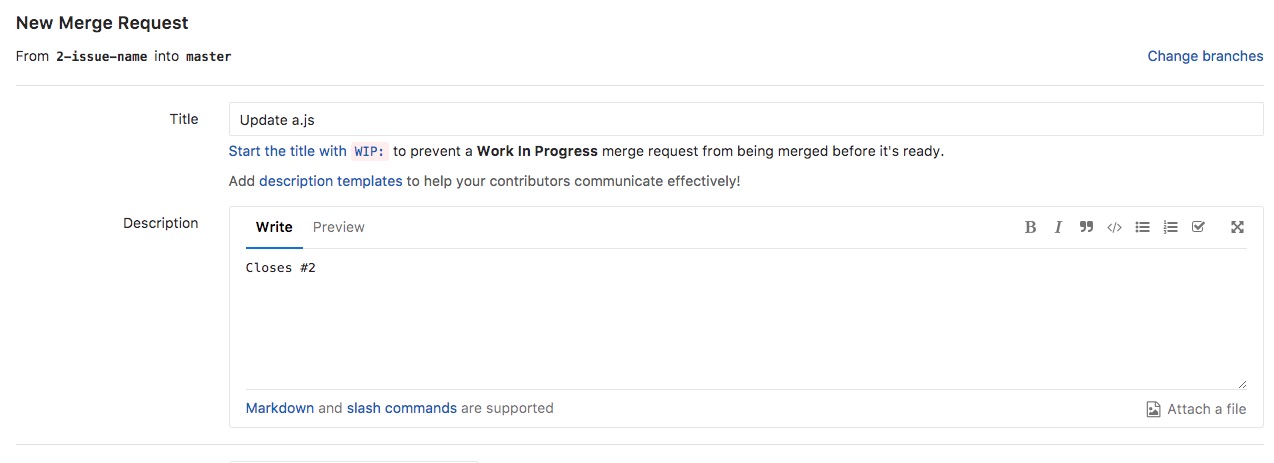 New Merge Request
From 2-issue-name into master
Change branches
Title
Update a.js
Start the title with WIP: to prevent a Work In Progress merge request from being merged before it's ready.
Add description templates to help your contributors communicate effectively!
Description
Write Preview
Closes #2
Markdown and slash commands are supported
Attach a file